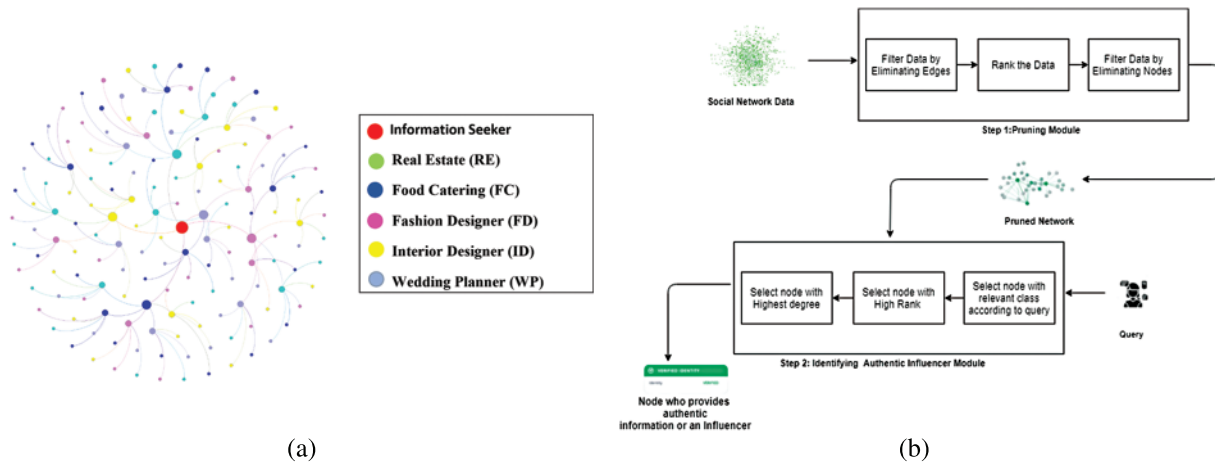 Information Seeker
Real Estate (RE)
Food Catering (FC)
Fashion Designer (FD)
Interior Designer (ID)
Wedding Planner (WP)
(a)
Social Network Data
Filter Data by
Eliminating Edges
Rank the Data
Filter Data by
Eliminating Nodes
Step 1:Pruning Module
Pruned Network
Select node with
Highest degree
Select node with
High Rank
Select node with
relevant class
according to query
Query
Step 2: Identifying Authentic Influencer Module
VERIFIED IDENTITY
VERIFIED
Node who provides
authentic
information or an Influencer
(b)